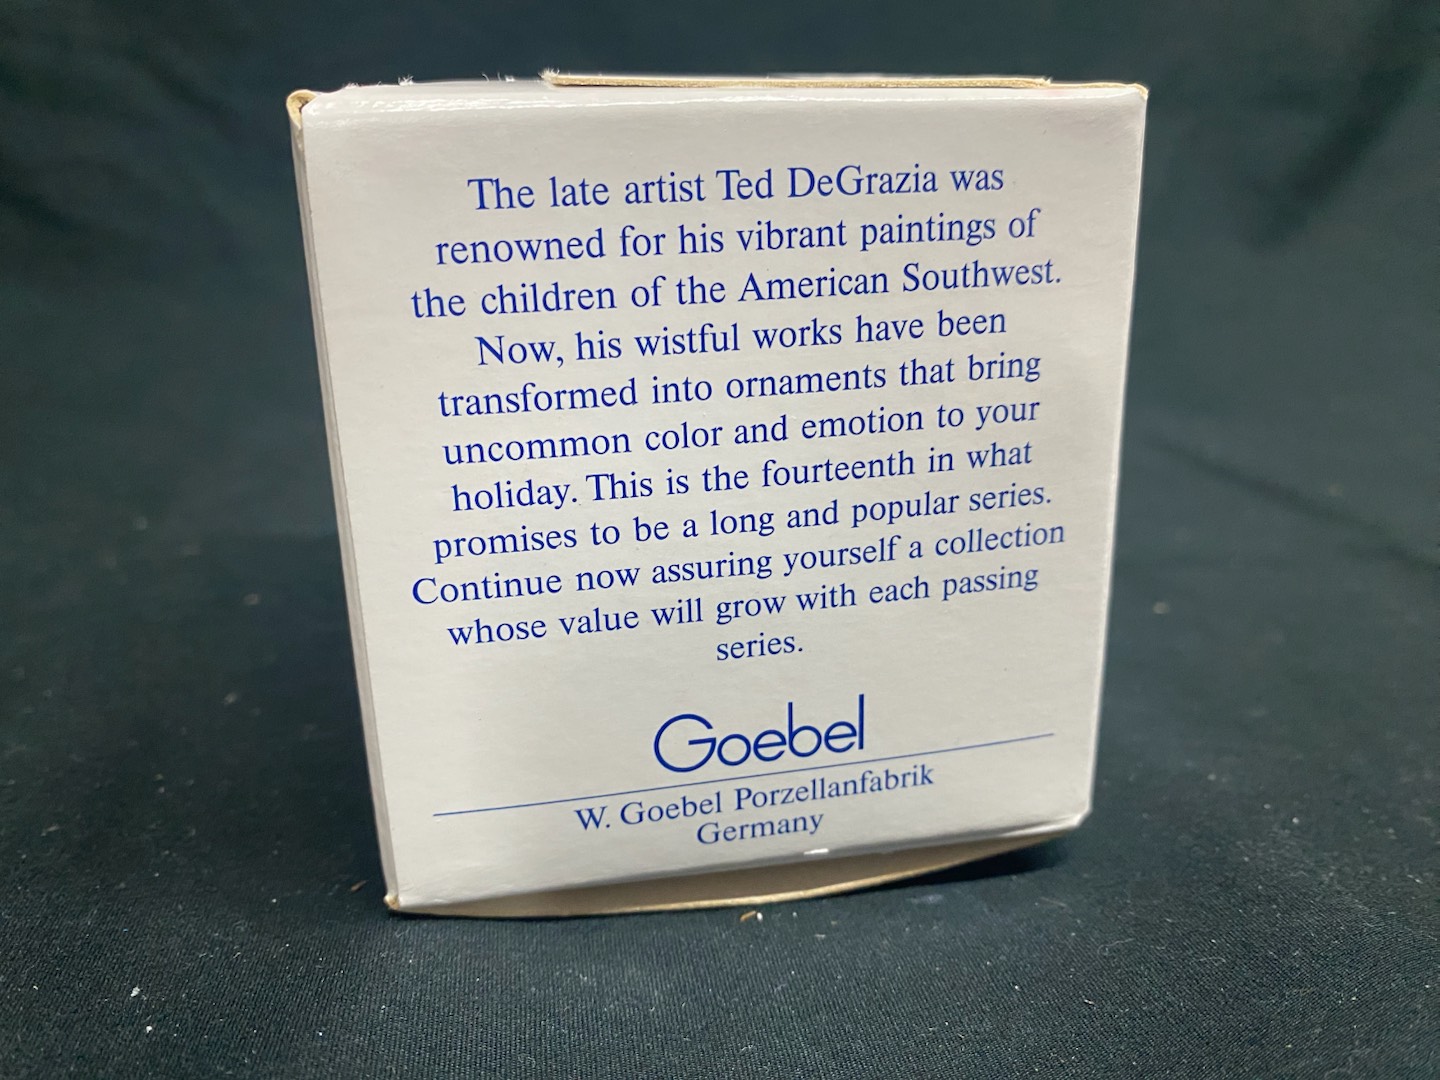 The late artist Ted DeGrazia was
renowned for his vibrant paintings of
the children of the American Southwest.
Now, his wistful works have been
transformed into ornaments that bring
uncommon color and emotion to your
holiday. This is the fourteenth in what
promises to be a long and popular series.
Continue now assuring yourself a collection
whose value will grow with each passing
series.
Goebel
W. Goebel Porzellanfabrik
Germany